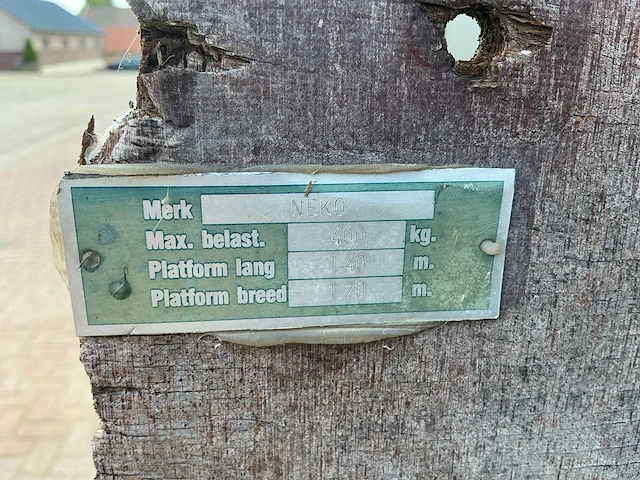 Merk NEKO
Max. belast. 400 kg.
Platform lang 1.40 m.
Platform breed 1.20 m.